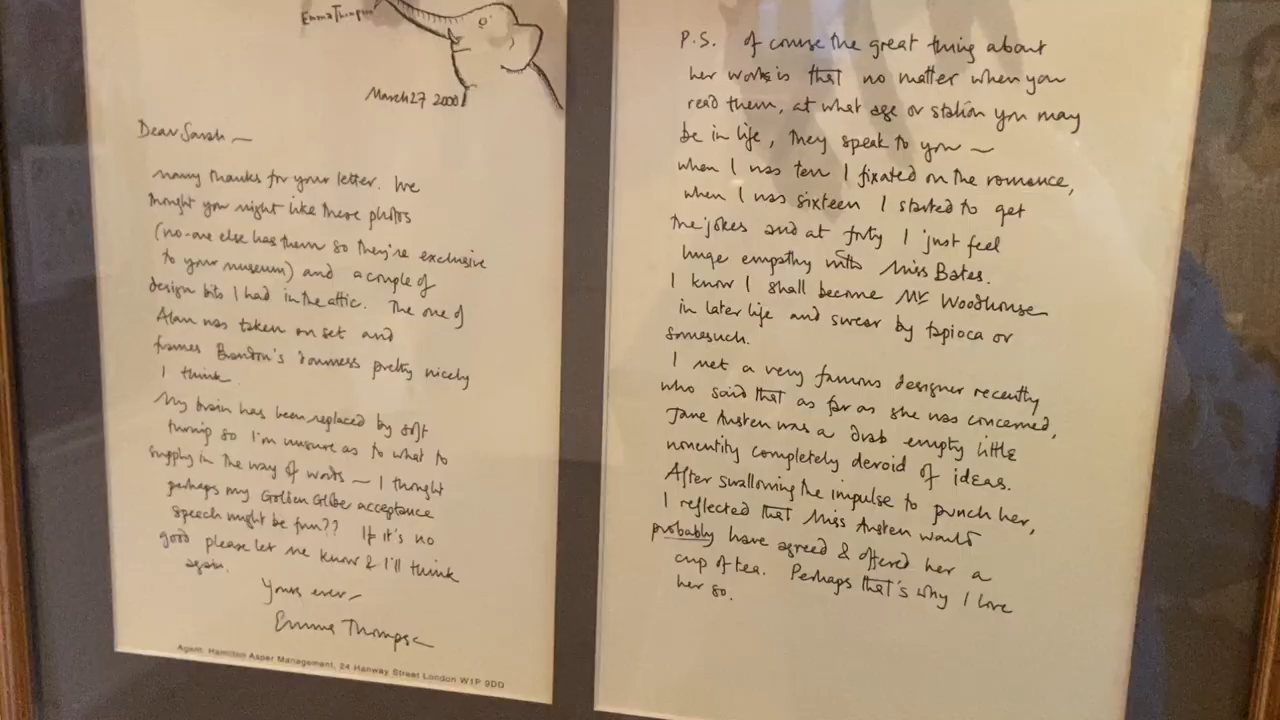 Emma Thompson
March 27 2000
Dear Sarah —
many thanks for your letter. I've
thought you might like these photos
(no-one else has them so they're exclusive
to your museum) and a couple of
design bits I had in the attic. The one of
Alan was taken on set and
frames Brandon's yumness pretty nicely
I think.
My brain has been replaced by soft
turnip so I'm unsure as to what to
supply in the way of words — I thought
perhaps my Golden Globe acceptance
speech might be fun?? If it's no
good please let me know & I'll think
again.
Yours ever,
Emma Thompson
Agent: Hamilton Asper Management, 24 Hanway Street London W1P 9DD
P.S. Of course the great thing about
her works is that no matter when you
read them, at what age or station you may
be in life, they speak to you —
when I was ten I fixated on the romance,
when I was sixteen I started to get
the jokes and at forty I just feel
huge empathy with Miss Bates.
I know I shall become Mr Woodhouse
in later life and swear by tapioca or
somesuch.
I met a very famous designer recently
who said that as far as she was concerned,
Jane Austen was a drab empty little
nonentity completely devoid of ideas.
After swallowing the impulse to punch her,
I reflected that Miss Austen would
probably have agreed & offered her a
cup of tea. Perhaps that's why I love
her so.